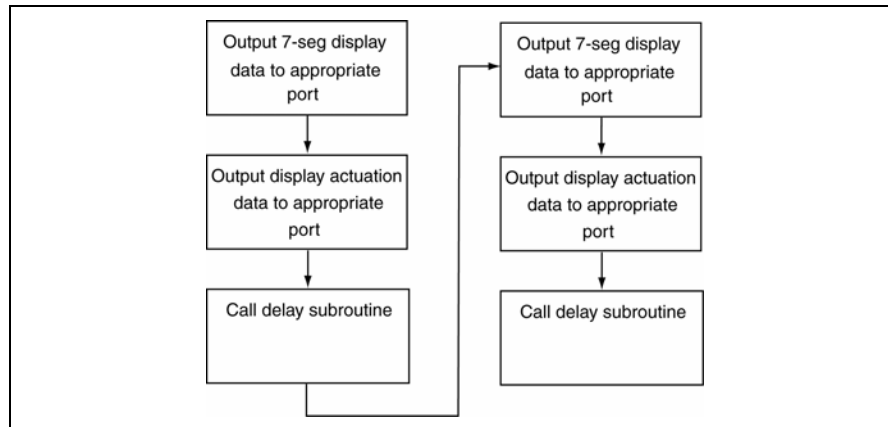 Output 7-seg display
data to appropriate
port
Output display actuation
data to appropriate
port
Call delay subroutine
Output 7-seg display
data to appropriate
port
Output display actuation
data to appropriate
port
Call delay subroutine